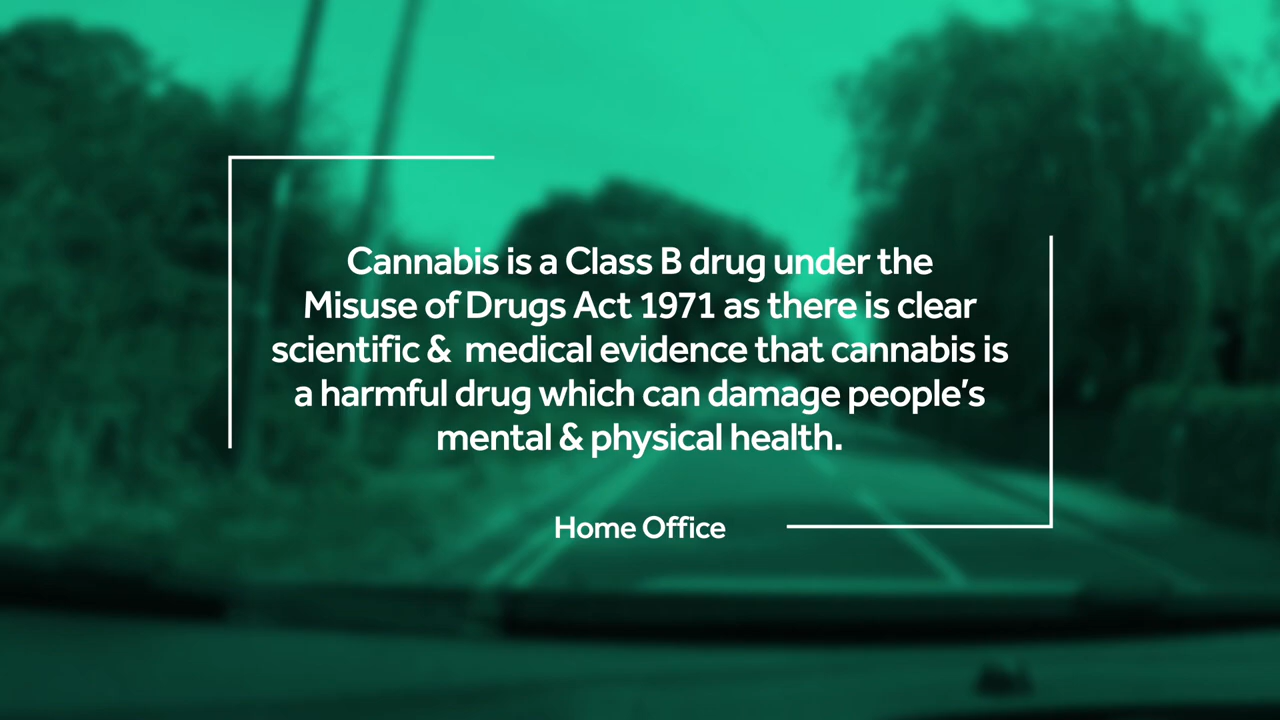 Cannabis is a Class B drug under the
Misuse of Drugs Act 1971 as there is clear
scientific &  medical evidence that cannabis is
a harmful drug which can damage people’s
mental & physical health.
Home Office